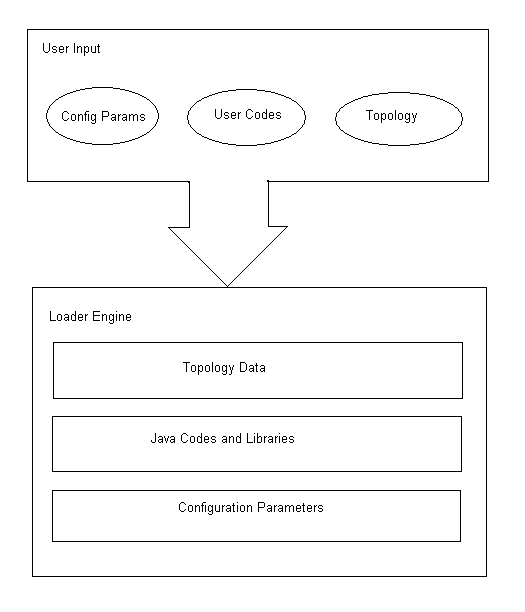 User Input
Config Params
User Codes
Topology
Loader Engine
Topology Data
Java Codes and Libraries
Configuration Parameters